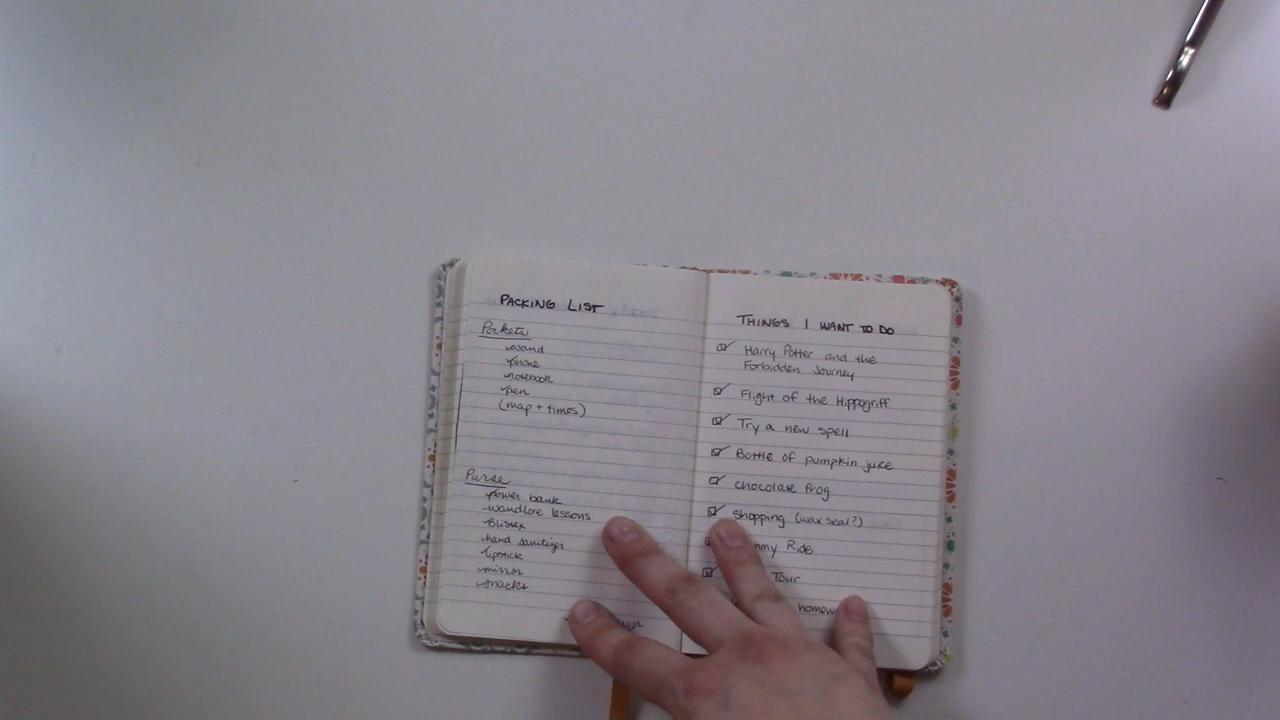 PACKING LIST
Pockets
wand
phone
notebook
pen
(map + times)
Purse
power bank
wandlore lessons
Blistex
hand sanitizer
lipstick
mirror
snacks
THINGS I WANT TO DO
Harry Potter and the
Forbidden Journey
Flight of the Hippogriff
Try a new spell
Bottle of pumpkin juice
chocolate frog
Shopping (wax seal?)
Ride
Tour